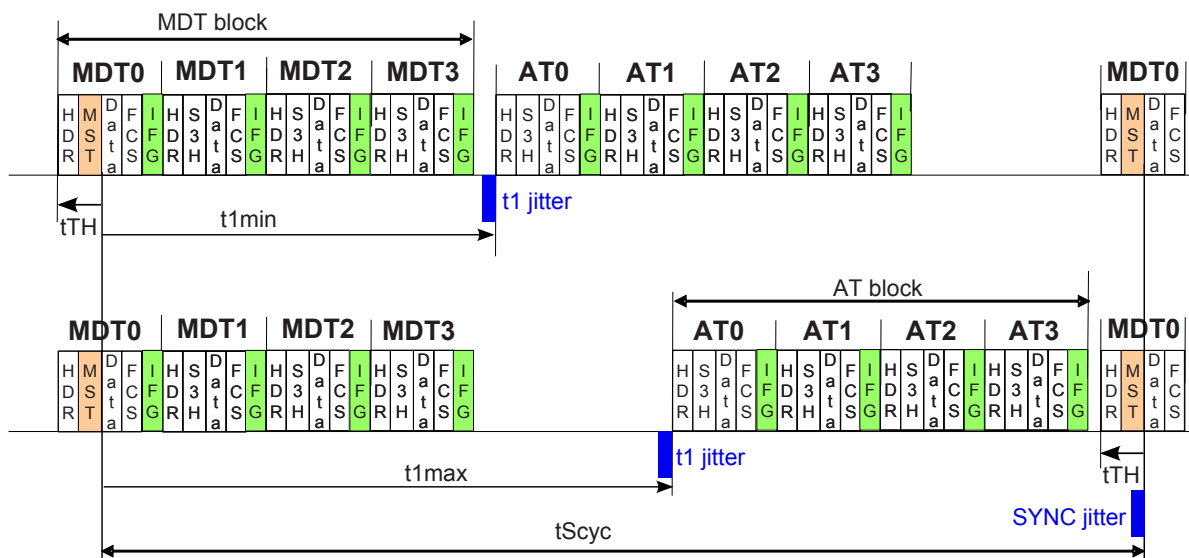 MDT block
MDT0 MDT1 MDT2 MDT3 AT0 AT1 AT2 AT3 MDT0
HDR MST Data FCS IFG HDR S3H Data FCS IFG HDR S3H Data FCS IFG HDR S3H Data FCS IFG HDR S3H Data FCS IFG HDR S3H Data FCS IFG HDR S3H Data FCS IFG HDR S3H Data FCS IFG HDR MST Data FCS
tTH
t1 jitter
t1min
AT block
MDT0 MDT1 MDT2 MDT3 AT0 AT1 AT2 AT3 MDT0
HDR MST Data FCS IFG HDR S3H Data FCS IFG HDR S3H Data FCS IFG HDR S3H Data FCS IFG HDR S3H Data FCS IFG HDR S3H Data FCS IFG HDR S3H Data FCS IFG HDR S3H Data FCS IFG HDR MST Data FCS
t1 jitter
t1max
tTH
SYNC jitter
tScyc